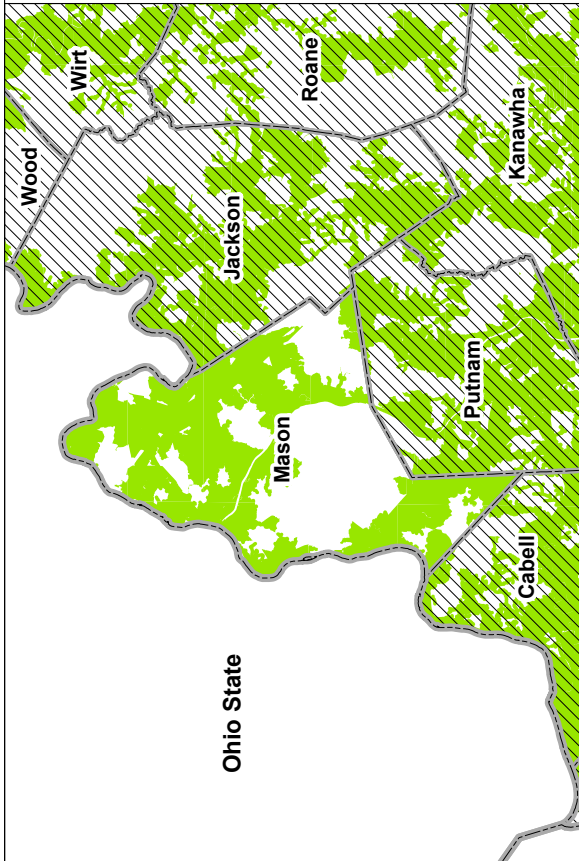 Wood
Wirt
Roane
Kanawha
Jackson
Putnam
Mason
Cabell
Ohio State